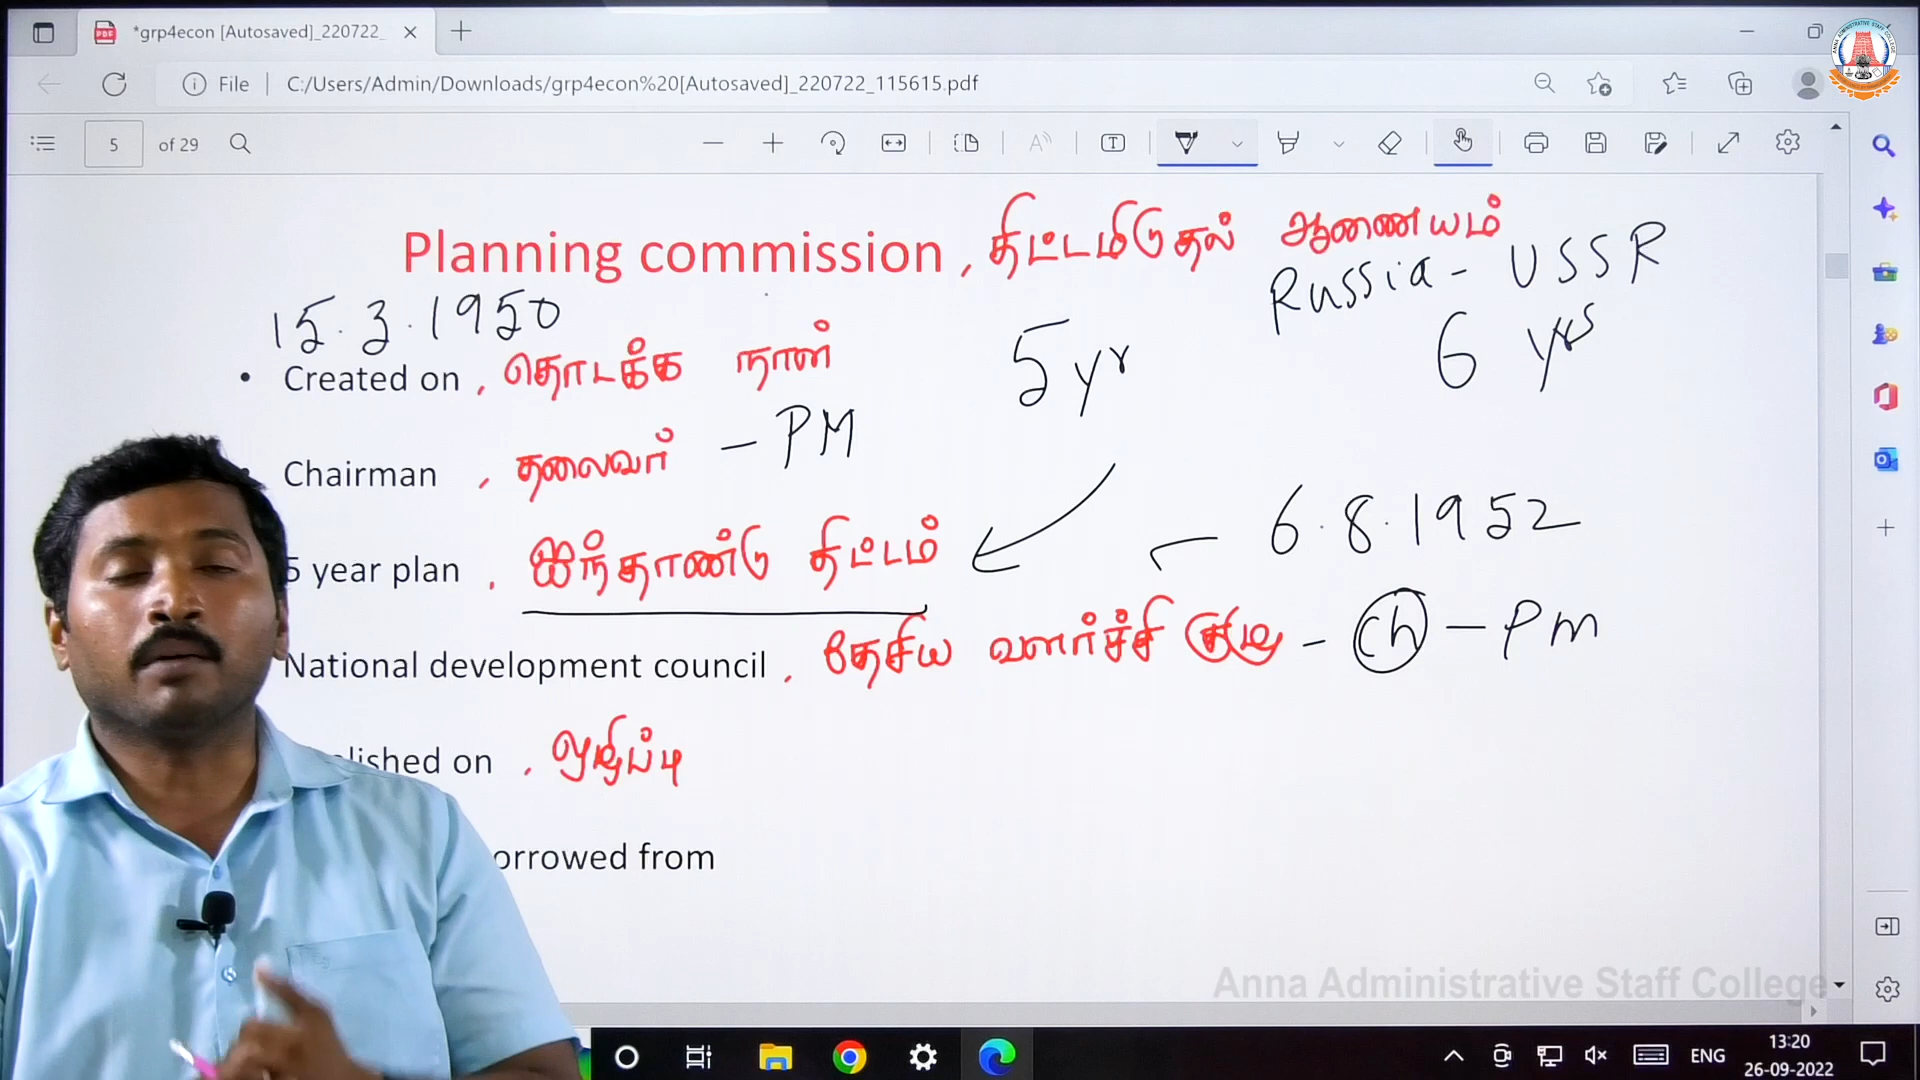 *grp4econ [Autosaved]_220722_
File C:/Users/Admin/Downloads/grp4econ%20[Autosaved]_220722_115615.pdf
5 of 29
Planning commission , திட்டமிடுதல் ஆணையம்
Russia - USSR
15.3.1950
5 yr
6 yrs
• Created on , தொடக்க நாள்
Chairman , தலைவர் - PM
6.8.1952
5 year plan , ஐந்தாண்டு திட்டம்
National development council , தேசிய வளர்ச்சி குழு - ch - PM
lished on ,
orrowed from
Anna Administrative Staff College
ENG
13:20
26-09-2022